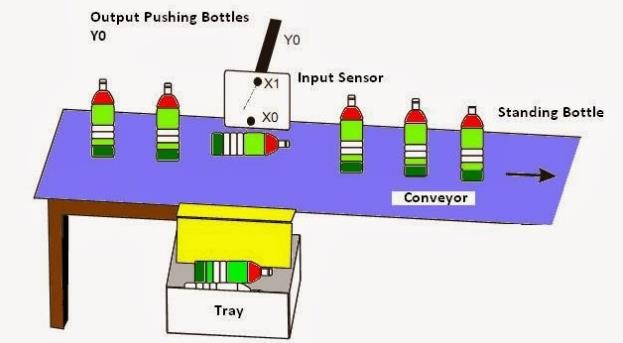 Output Pushing Bottles
Y0
Y0
X1
Input Sensor
X0
Standing Bottle
Conveyor
Tray